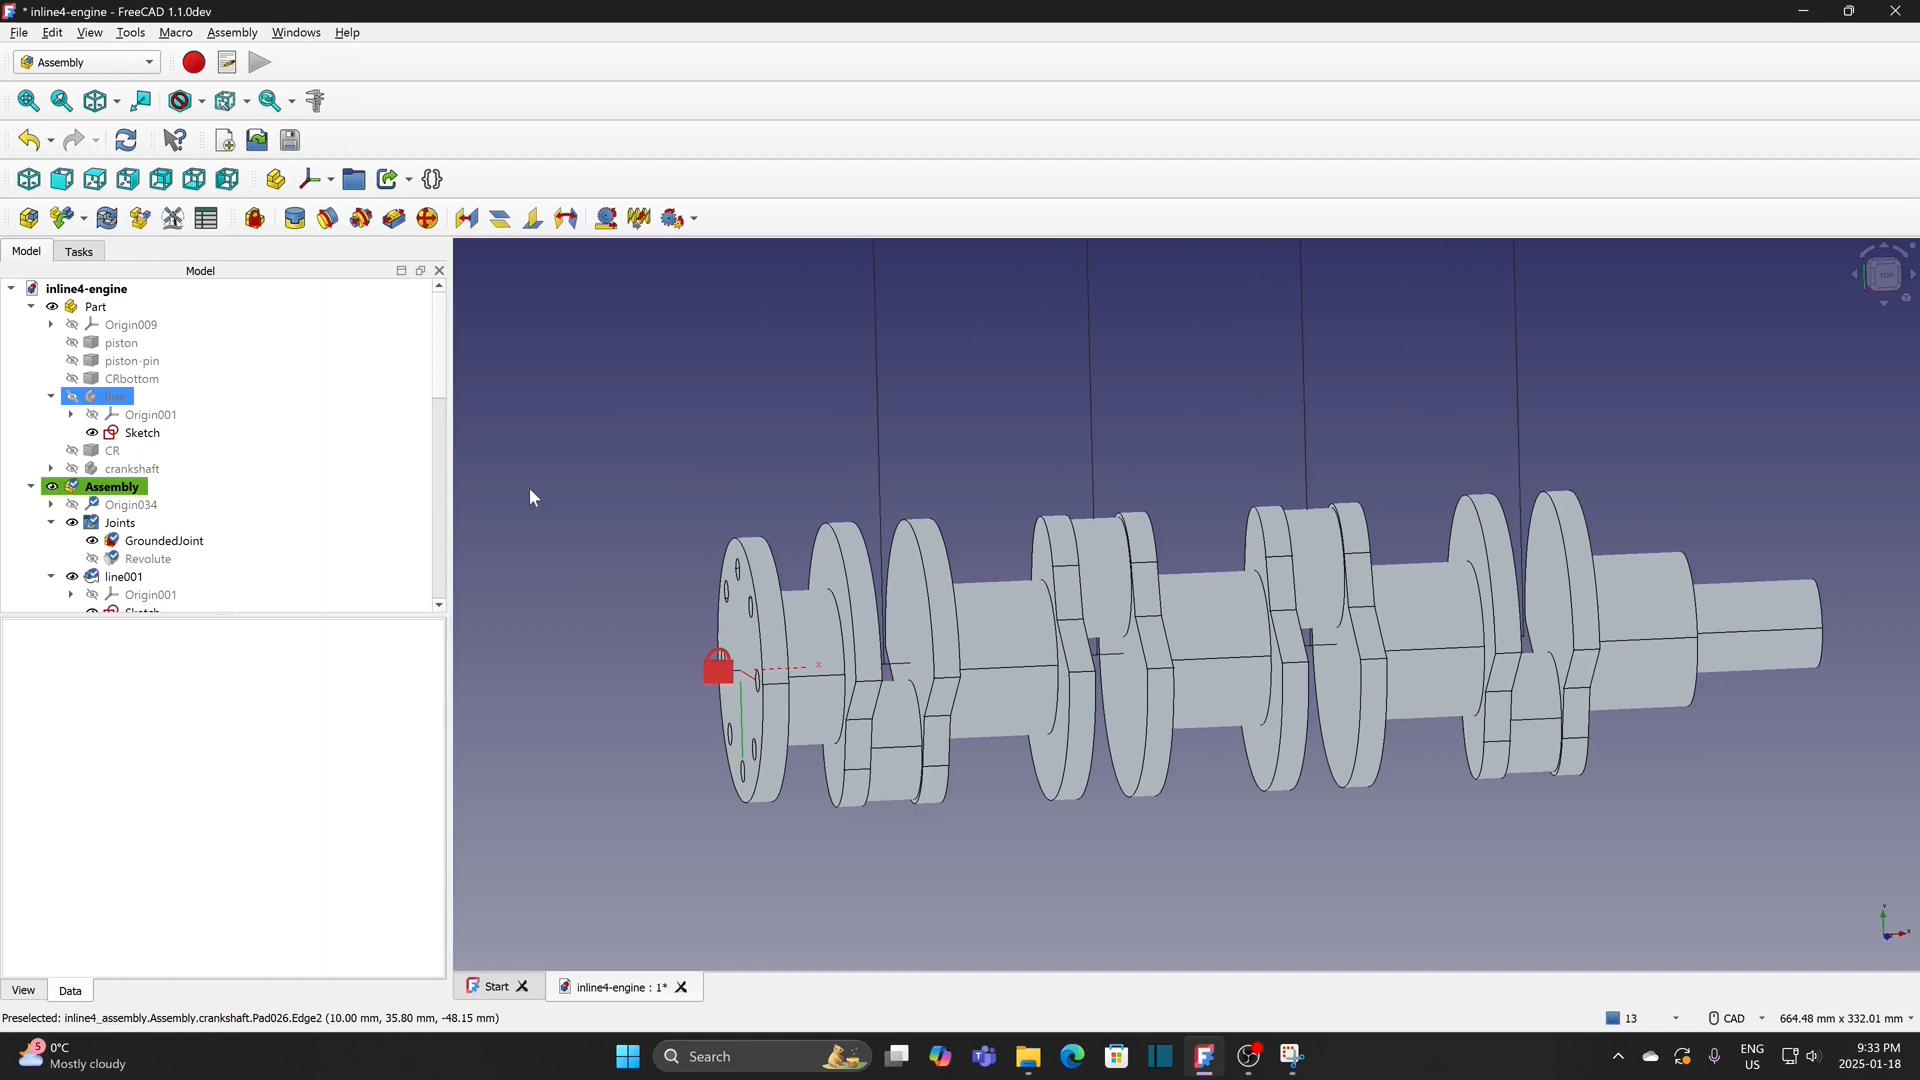 * inline4-engine - FreeCAD 1.1.0dev
File Edit View Tools Macro Assembly Windows Help
Assembly
Model Tasks
Model
inline4-engine
Part
Origin009
piston
piston-pin
CRbottom
line
Origin001
Sketch
CR
crankshaft
Assembly
Origin034
Joints
GroundedJoint
Revolute
line001
Origin001
Sketch
TOP
x
Y
x
View Data
Start
inline4-engine : 1*
Preselected: inline4_assembly.Assembly.crankshaft.Pad026.Edge2 (10.00 mm, 35.80 mm, -48.15 mm)
13
CAD
664.48 mm x 332.01 mm
3
0°C
Mostly cloudy
Search
ENG
US
9:33 PM
2025-01-18